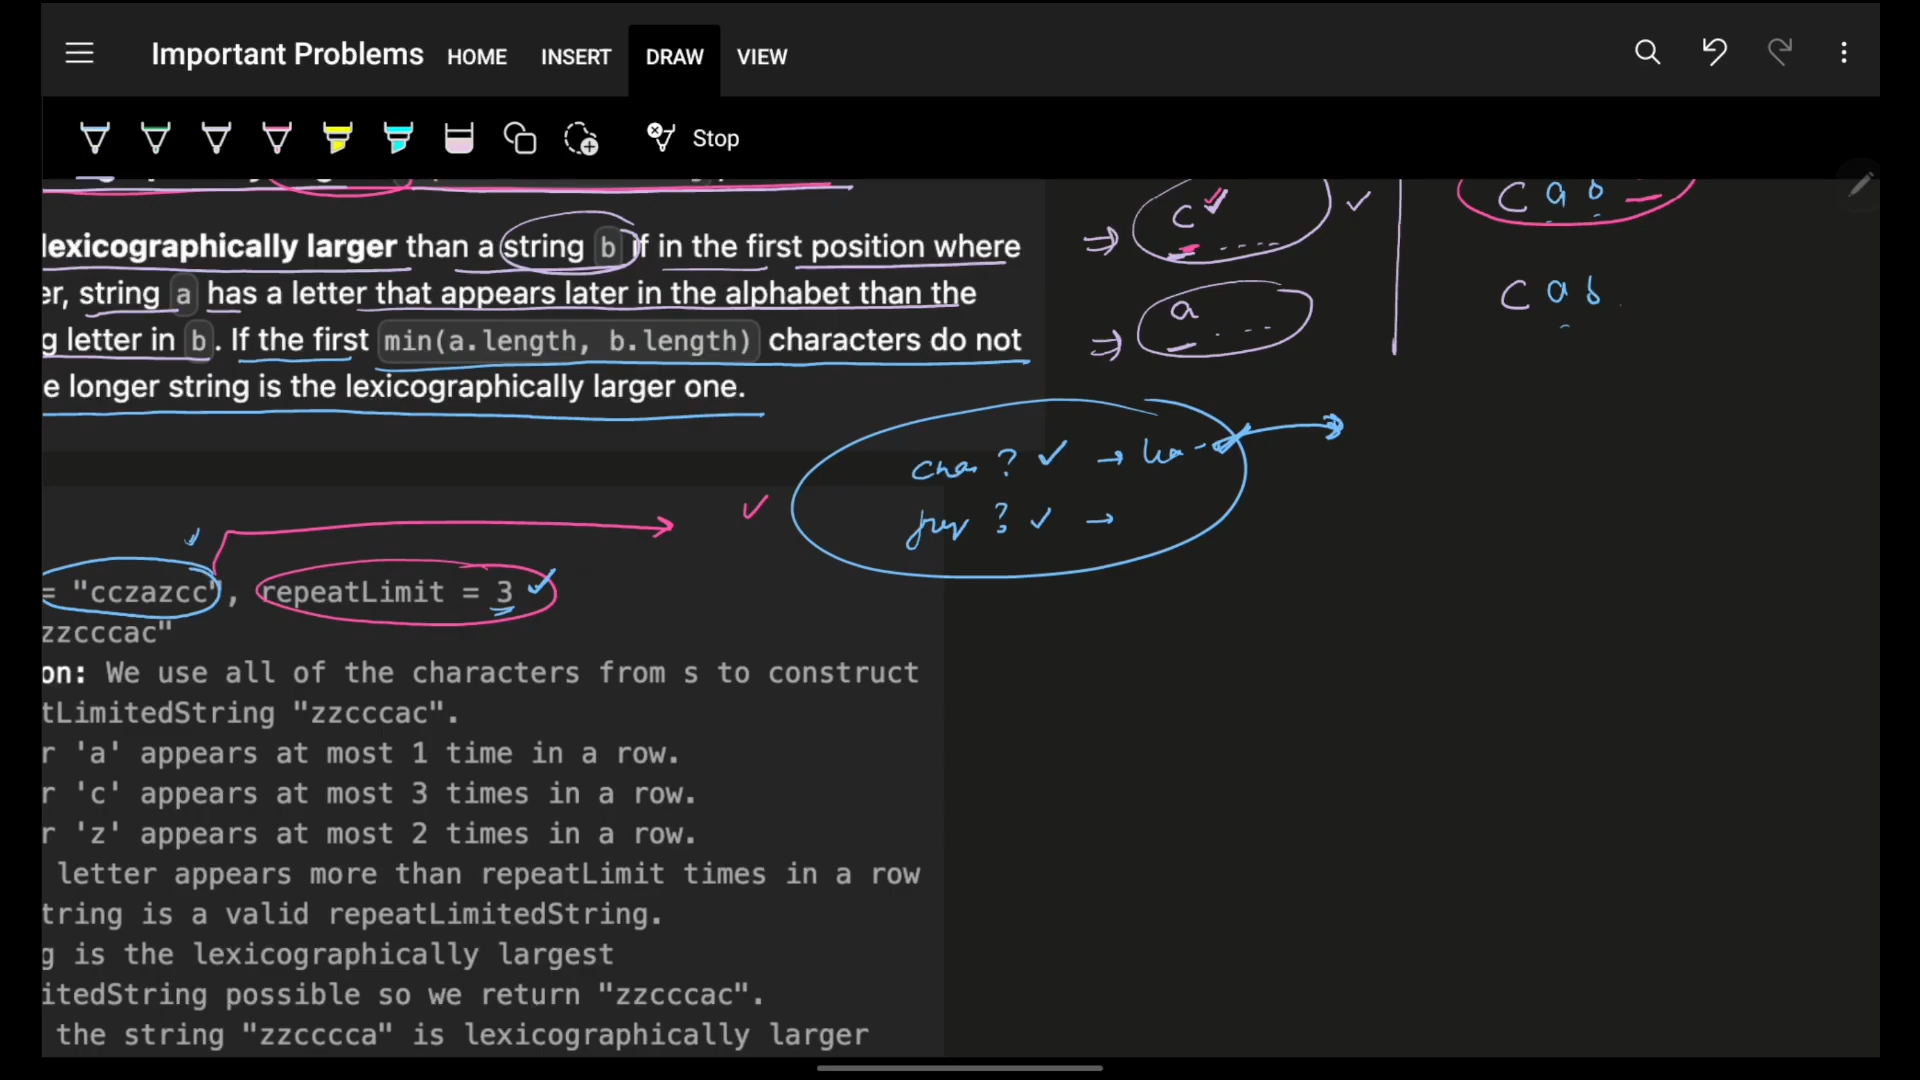 Important Problems HOME INSERT DRAW VIEW
Stop
lexicographically larger than a string b if in the first position where
er, string a has a letter that appears later in the alphabet than the
g letter in b. If the first min(a.length, b.length) characters do not
e longer string is the lexicographically larger one.
c
a
c a b
c a b
char ? ✓ →
freq ? ✓ →
= "cczazcc", repeatLimit = 3
zzcccac"
on: We use all of the characters from s to construct
tLimitedString "zzcccac".
r 'a' appears at most 1 time in a row.
r 'c' appears at most 3 times in a row.
r 'z' appears at most 2 times in a row.
letter appears more than repeatLimit times in a row
tring is a valid repeatLimitedString.
g is the lexicographically largest
itedString possible so we return "zzcccac".
the string "zzcccca" is lexicographically larger